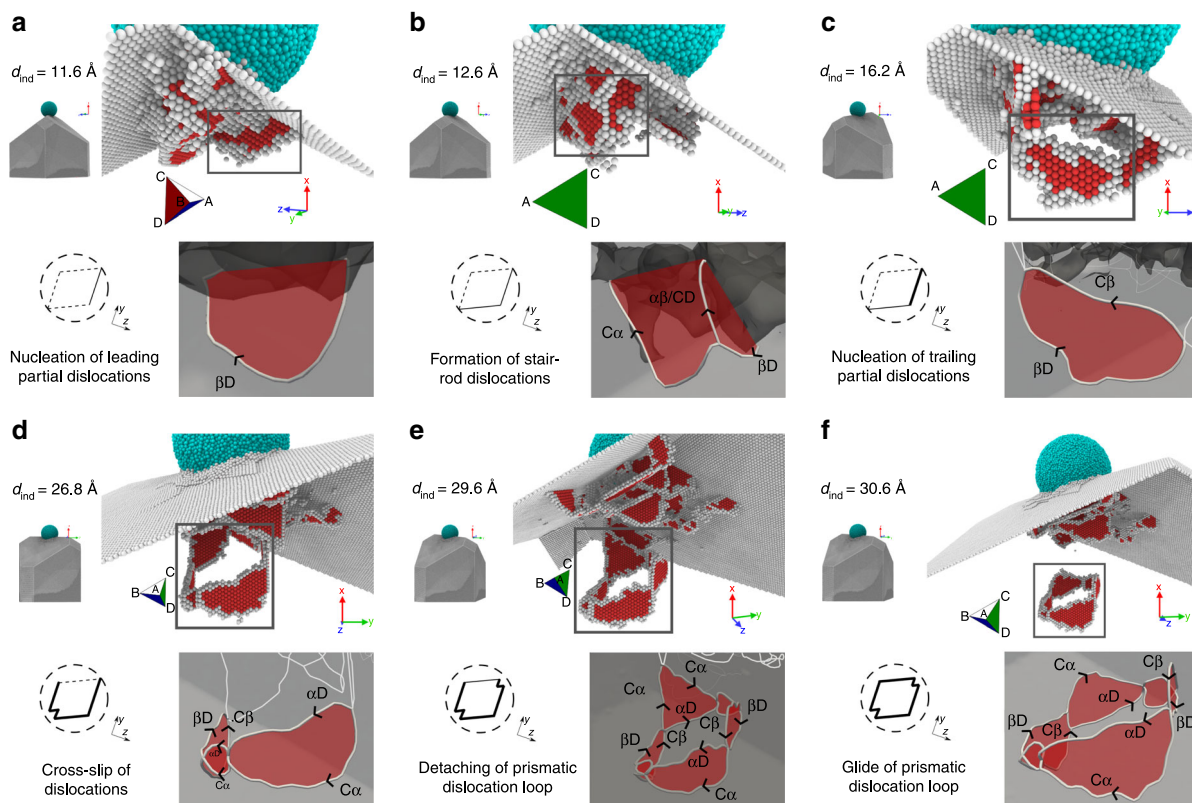 a
d_ind = 11.6 Å
C
B
A
D
x
z
y
y
z
Nucleation of leading
partial dislocations
βD
b
d_ind = 12.6 Å
C
A
D
x
y
z
y
z
Formation of stair-
rod dislocations
αβ/CD
Cα
βD
c
d_ind = 16.2 Å
C
A
D
x
y
z
y
z
Nucleation of trailing
partial dislocations
Cβ
βD
d
d_ind = 26.8 Å
C
A
B
D
x
y
z
y
z
Cross-slip of
dislocations
αD
βD
Cβ
αD
Cα
Cα
e
d_ind = 29.6 Å
C
B
A
D
x
y
z
y
z
Detaching of prismatic
dislocation loop
Cα
Cα
αD
βD
Cβ
βD
Cβ
αD
Cα
f
d_ind = 30.6 Å
C
B
A
D
x
y
z
y
z
Glide of prismatic
dislocation loop
Cα
αD
αD
βD
βD
Cβ
Cα